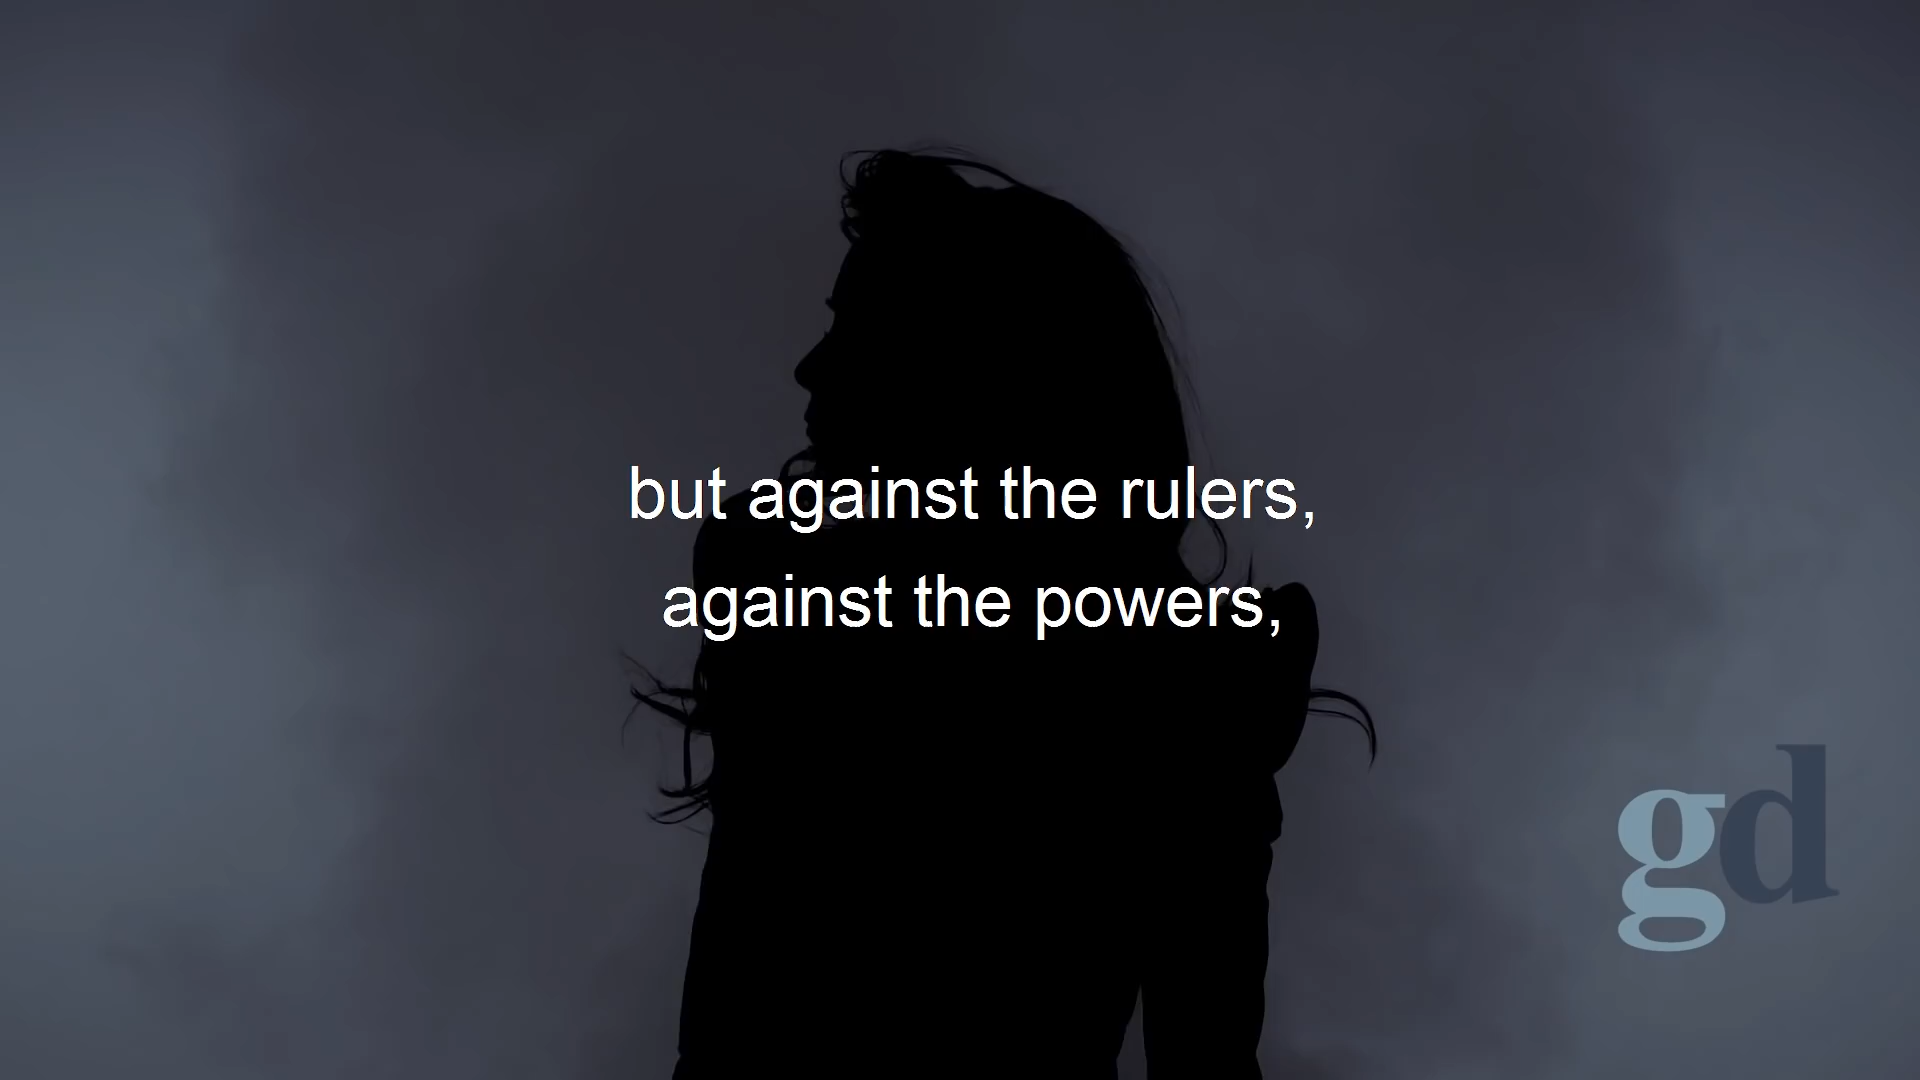 but against the rulers,
against the powers,
gd